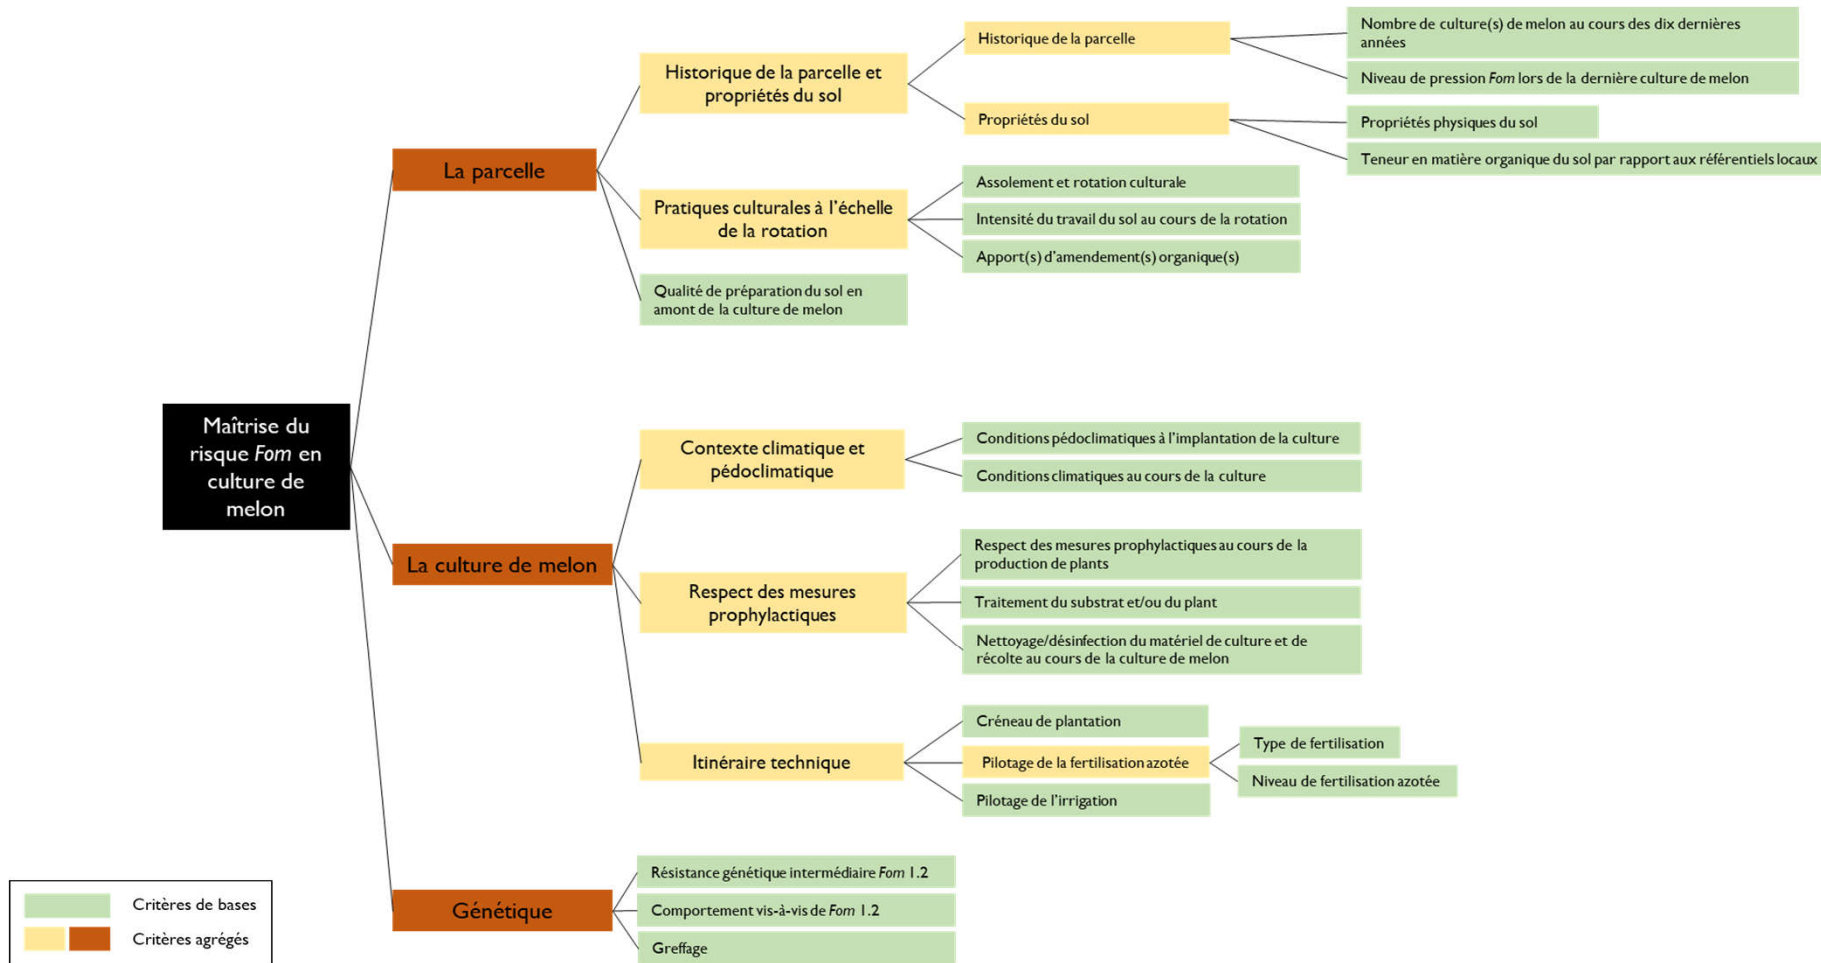 Maîtrise du
risque Fom en
culture de
melon
La parcelle
Historique de la parcelle et
propriétés du sol
Historique de la parcelle
Nombre de culture(s) de melon au cours des dix dernières
années
Niveau de pression Fom lors de la dernière culture de melon
Propriétés du sol
Propriétés physiques du sol
Teneur en matière organique du sol par rapport aux référentiels locaux
Pratiques culturales à l’échelle
de la rotation
Assolement et rotation culturale
Intensité du travail du sol au cours de la rotation
Apport(s) d’amendement(s) organique(s)
Qualité de préparation du sol en
amont de la culture de melon
La culture de melon
Contexte climatique et
pédoclimatique
Conditions pédoclimatiques à l’implantation de la culture
Conditions climatiques au cours de la culture
Respect des mesures
prophylactiques
Respect des mesures prophylactiques au cours de la
production de plants
Traitement du substrat et/ou du plant
Nettoyage/désinfection du matériel de culture et de
récolte au cours de la culture de melon
Itinéraire technique
Créneau de plantation
Pilotage de la fertilisation azotée
Type de fertilisation
Niveau de fertilisation azotée
Pilotage de l’irrigation
Génétique
Résistance génétique intermédiaire Fom 1.2
Comportement vis-à-vis de Fom 1.2
Greffage
Critères de bases
Critères agrégés